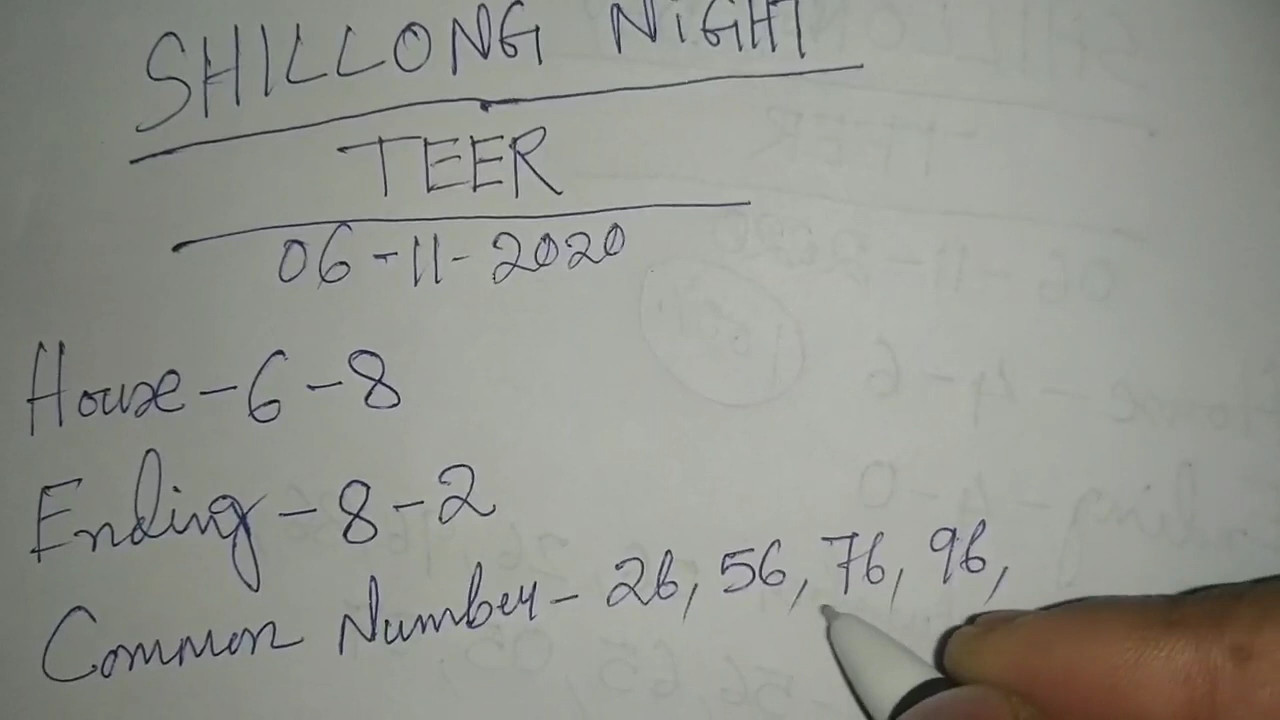 SHILLONG NiGHT
TEER
06-11-2020
House-6-8
Ending-8-2
Common Number-26, 56, 76, 96,